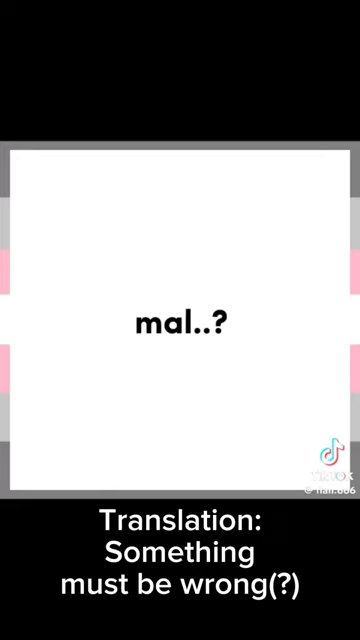 mal..?
TikTok
Translation:
Something
must be wrong(?)